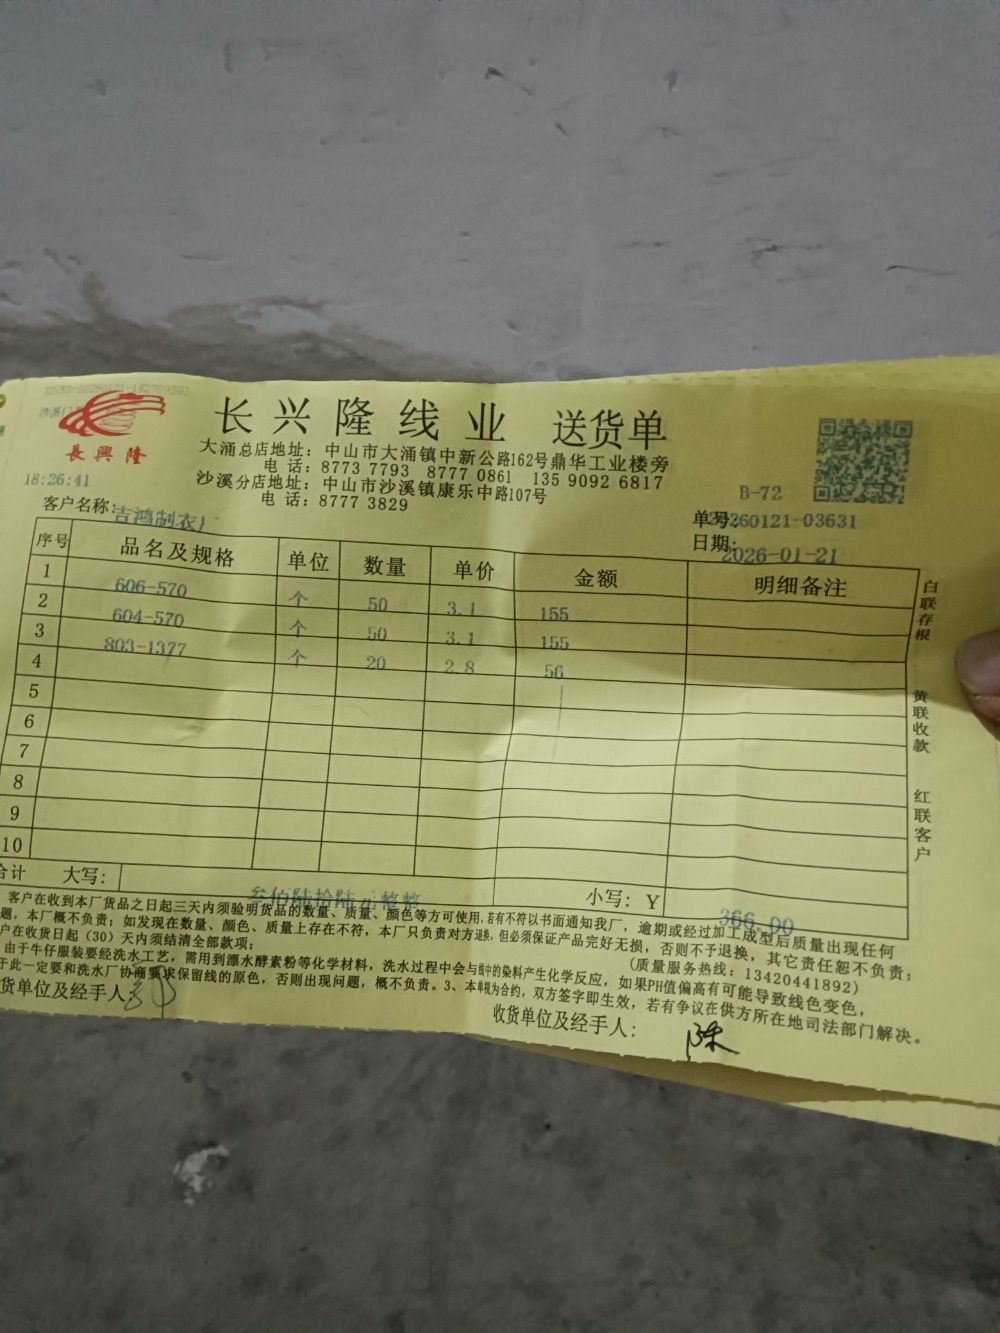 長興隆
长兴隆线业 送货单
大涌总店地址：中山市大涌镇中新公路162号鼎华工业楼旁
电话：8773 7793 8777 0861 135 9092 6817
沙溪分店地址：中山市沙溪镇康乐中路107号
电话：8777 3829
18:26:41
B-72
客户名称：吉鸿制衣厂
单号：20260121-03631
日期：2026-01-21
序号 品名及规格 单位 数量 单价 金额 明细备注
1 606-570 个 50 3.1 155
2 604-570 个 50 3.1 155
3 803-1377 个 20 2.8 56
4
5
6
7
8
9
10
合计 大写： 叁佰陆拾陆元整 小写：Y 366.00
客户在收到本厂货品之日起三天内须验明货品的数量、质量、颜色等方可使用，若有不符以书面通知我厂，逾期或经过加工成型后质量出现任何
题，本厂概不负责；如发现在数量、颜色、质量上存在不符，本厂只负责对方退换，但必须保证产品完好无损，否则不予退换，其它责任恕不负责；
户在收货日起（30）天内须结清全部款项； （质量服务热线：13420441892）
由于牛仔服装要经洗水工艺，需用到漂水酵素粉等化学材料，洗水过程中会与线中的染料产生化学反应，如果PH值偏高有可能导致线色变色，
于此一定要和洗水厂协商要求保留线的原色，否则出现问题，概不负责。3、本单视为合约，双方签字即生效，若有争议在供方所在地司法部门解决。
货单位及经手人：
收货单位及经手人： 陈
白联存根
黄联收款
红联客户